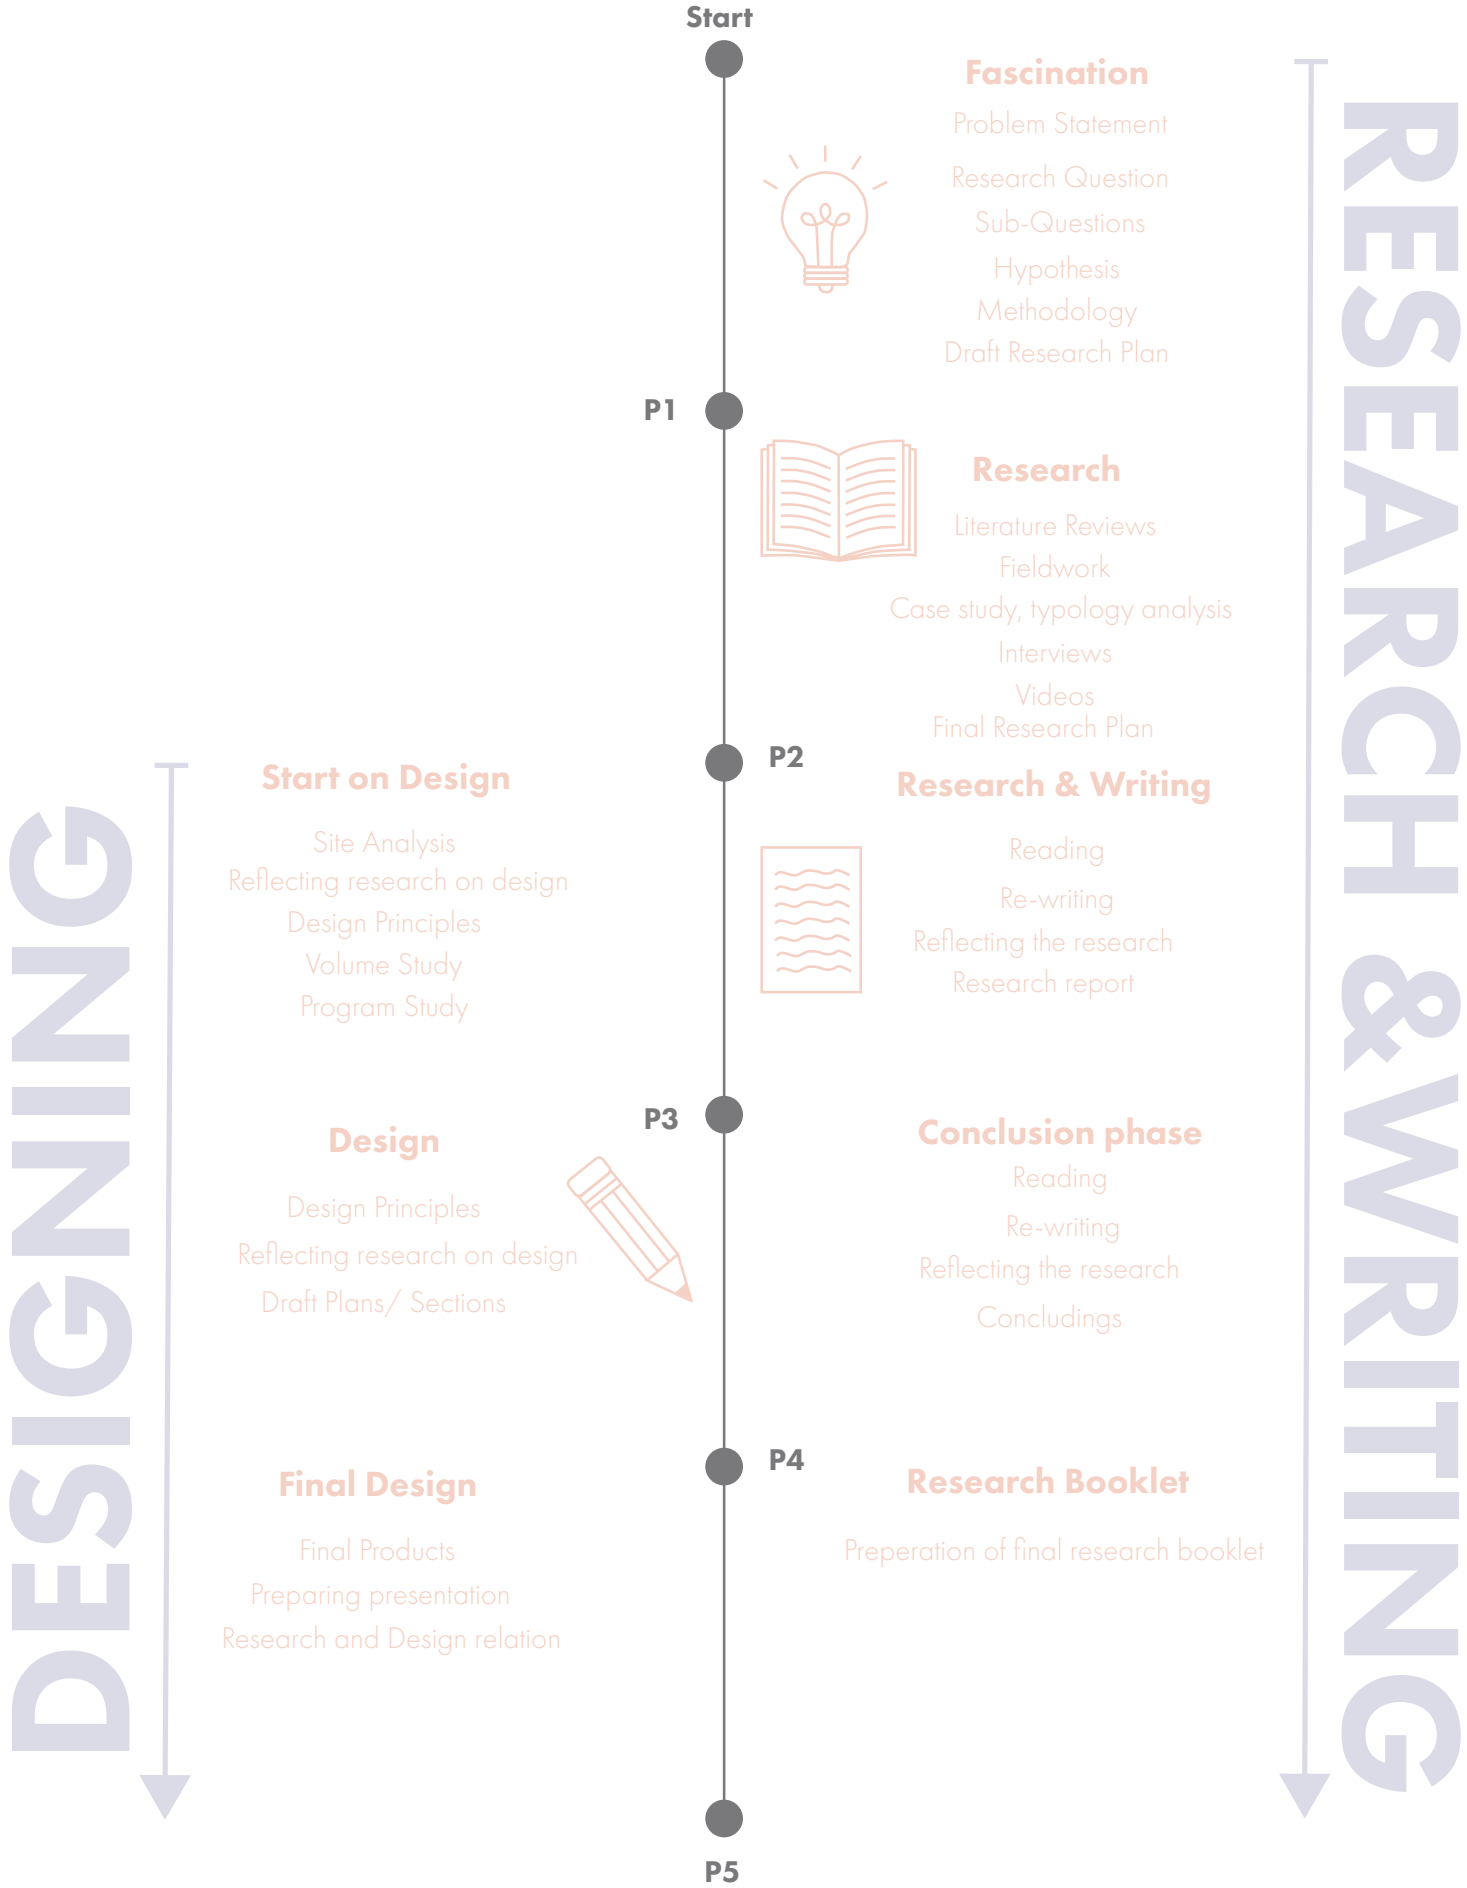 Start
Fascination
Problem Statement
Research Question
Sub-Questions
Hypothesis
Methodology
Draft Research Plan
P1
Research
Literature Reviews
Fieldwork
Case study, typology analysis
Interviews
Videos
Final Research Plan
P2
Start on Design
Site Analysis
Reflecting research on design
Design Principles
Volume Study
Program Study
Research & Writing
Reading
Re-writing
Reflecting the research
Research report
P3
Design
Design Principles
Reflecting research on design
Draft Plans/ Sections
Conclusion phase
Reading
Re-writing
Reflecting the research
Concludings
P4
Final Design
Final Products
Preparing presentation
Research and Design relation
Research Booklet
Preperation of final research booklet
P5
DESIGNING
RESEARCH & WRITING